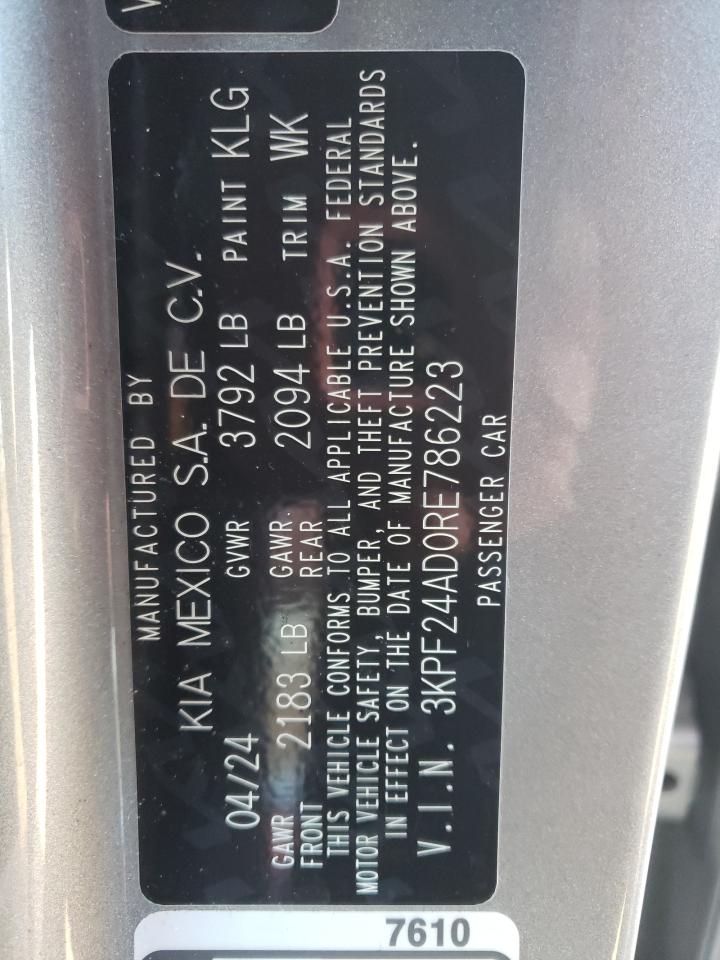 MANUFACTURED BY
KIA MEXICO S.A. DE C.V.
04/24 GVWR 3792 LB PAINT KLG
GAWR FRONT 2183 LB GAWR. REAR 2094 LB TRIM WK
THIS VEHICLE CONFORMS TO ALL APPLICABLE U.S.A. FEDERAL
MOTOR VEHICLE SAFETY, BUMPER, AND THEFT PREVENTION STANDARDS
IN EFFECT ON THE DATE OF MANUFACTURE SHOWN ABOVE.
V.I.N. 3KPF24AD0RE786223
PASSENGER CAR
7610